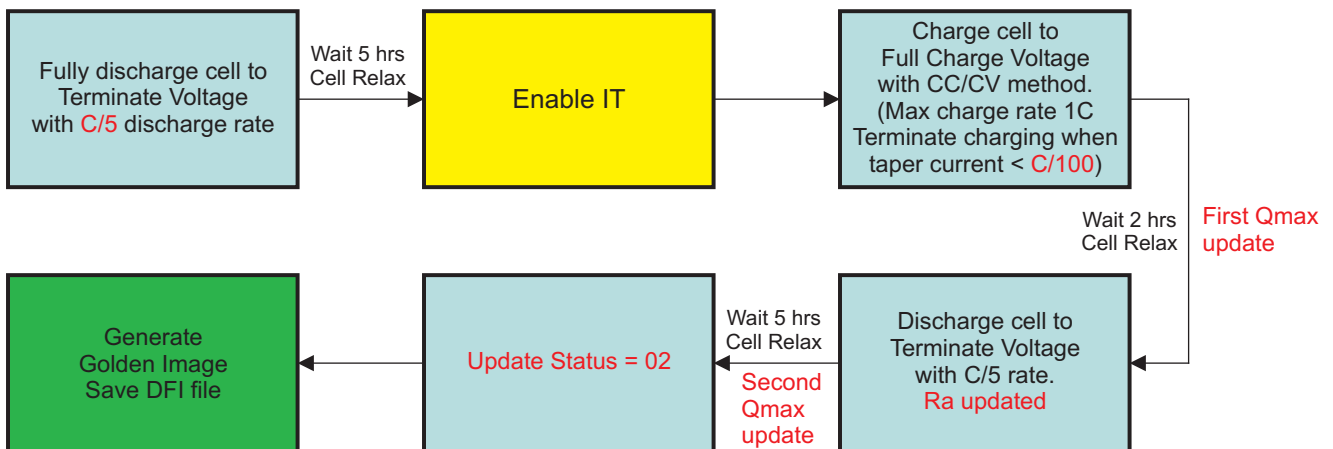 Fully discharge cell to
Terminate Voltage
with C/5 discharge rate
Wait 5 hrs
Cell Relax
Enable IT
Charge cell to
Full Charge Voltage
with CC/CV method.
(Max charge rate 1C
Terminate charging when
taper current < C/100)
Wait 2 hrs
Cell Relax
First Qmax
update
Discharge cell to
Terminate Voltage
with C/5 rate.
Ra updated
Wait 5 hrs
Cell Relax
Second
Qmax
update
Update Status = 02
Generate
Golden Image
Save DFI file